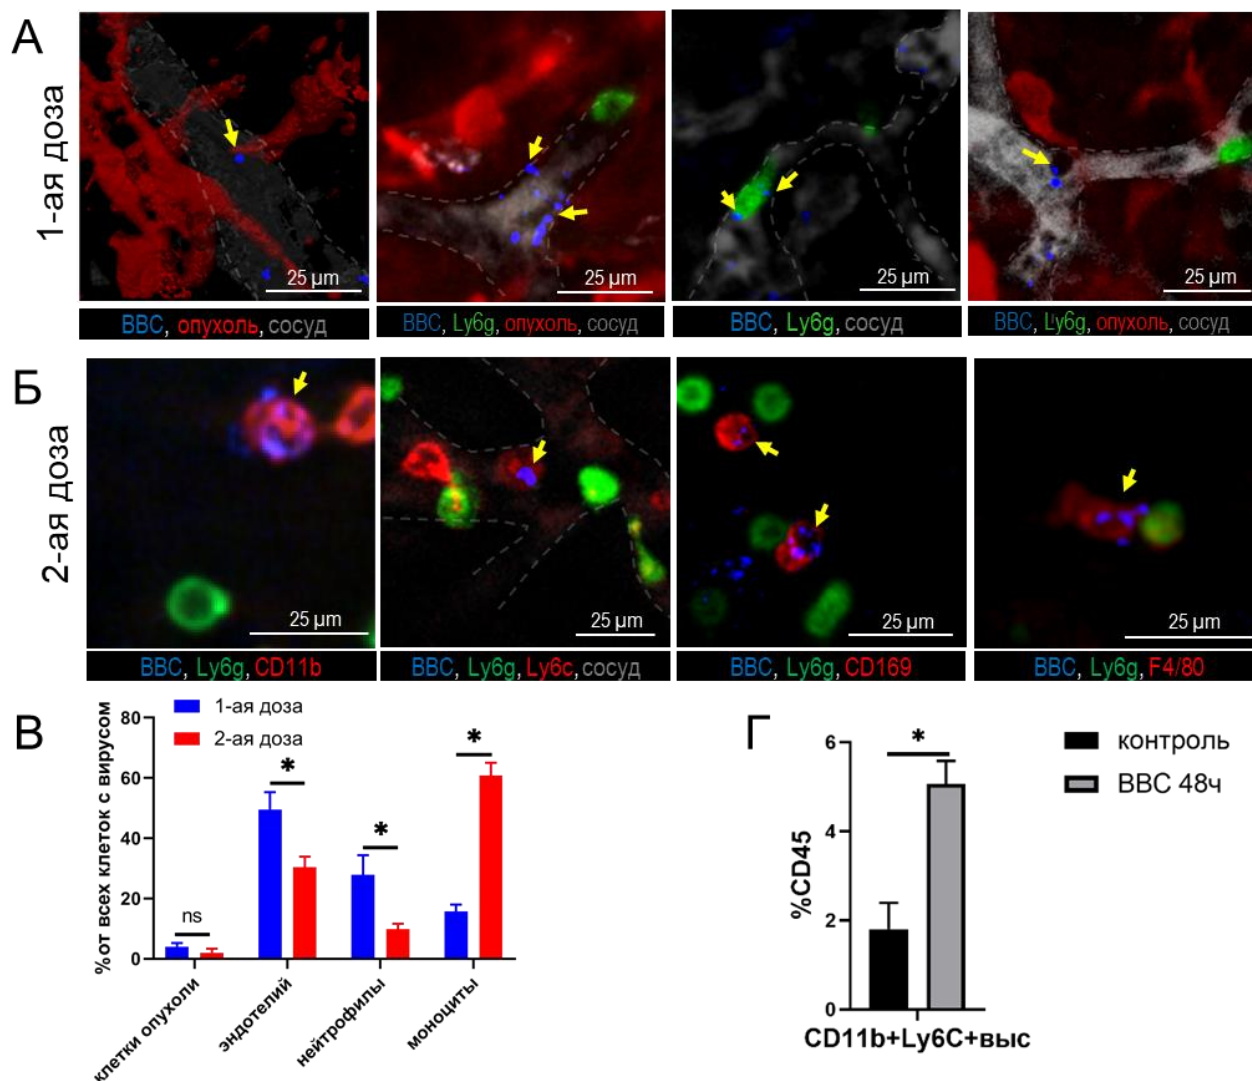 А
1-ая доза
25 µm
25 µm
25 µm
25 µm
ВВС, опухоль, сосуд
ВВС, Ly6g, опухоль, сосуд
ВВС, Ly6g, сосуд
ВВС, Ly6g, опухоль, сосуд
Б
2-ая доза
25 µm
25 µm
25 µm
25 µm
ВВС, Ly6g, CD11b
ВВС, Ly6g, Ly6c, сосуд
ВВС, Ly6g, CD169
ВВС, Ly6g, F4/80
В
%от всех клеток с вирусом
80
60
40
20
0
1-ая доза
2-ая доза
ns
*
*
*
клетки опухоли
эндотелий
нейтрофилы
моноциты
Г
%CD45
6
4
2
0
*
CD11b+Ly6C+выс
контроль
ВВС 48ч